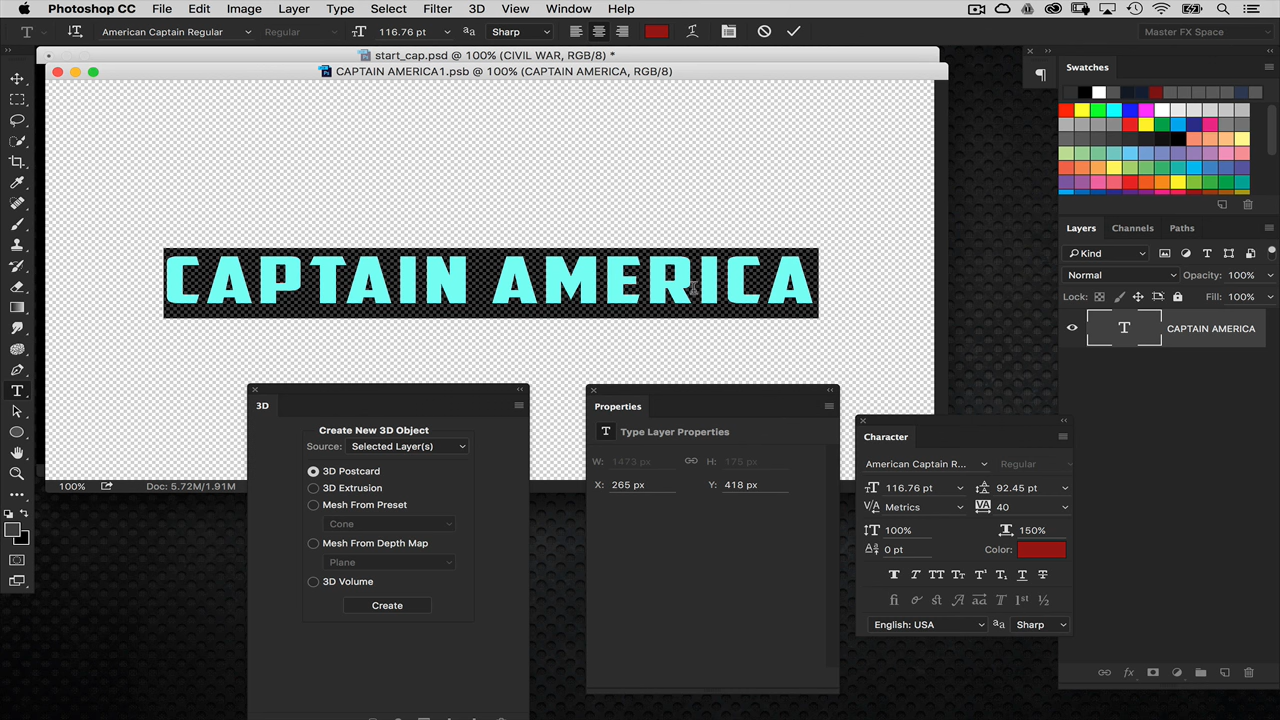 Photoshop CC File Edit Image Layer Type Select Filter 3D View Window Help
American Captain Regular Regular 116.76 pt Sharp Master FX Space
start_cap.psd @ 100% (CIVIL WAR, RGB/8) *
CAPTAIN AMERICA1.psb @ 100% (CAPTAIN AMERICA, RGB/8)
CAPTAIN AMERICA
100% Doc: 5.72M/1.91M
3D
Create New 3D Object
Source: Selected Layer(s)
3D Postcard
3D Extrusion
Mesh From Preset
Cone
Mesh From Depth Map
Plane
3D Volume
Create
Properties
Type Layer Properties
W: 1473 px H: 175 px
X: 265 px Y: 418 px
Character
American Captain R... Regular
116.76 pt 92.45 pt
Metrics 40
100% 150%
0 pt Color:
English: USA Sharp
Swatches
Layers Channels Paths
Kind
Normal Opacity: 100%
Lock: Fill: 100%
CAPTAIN AMERICA